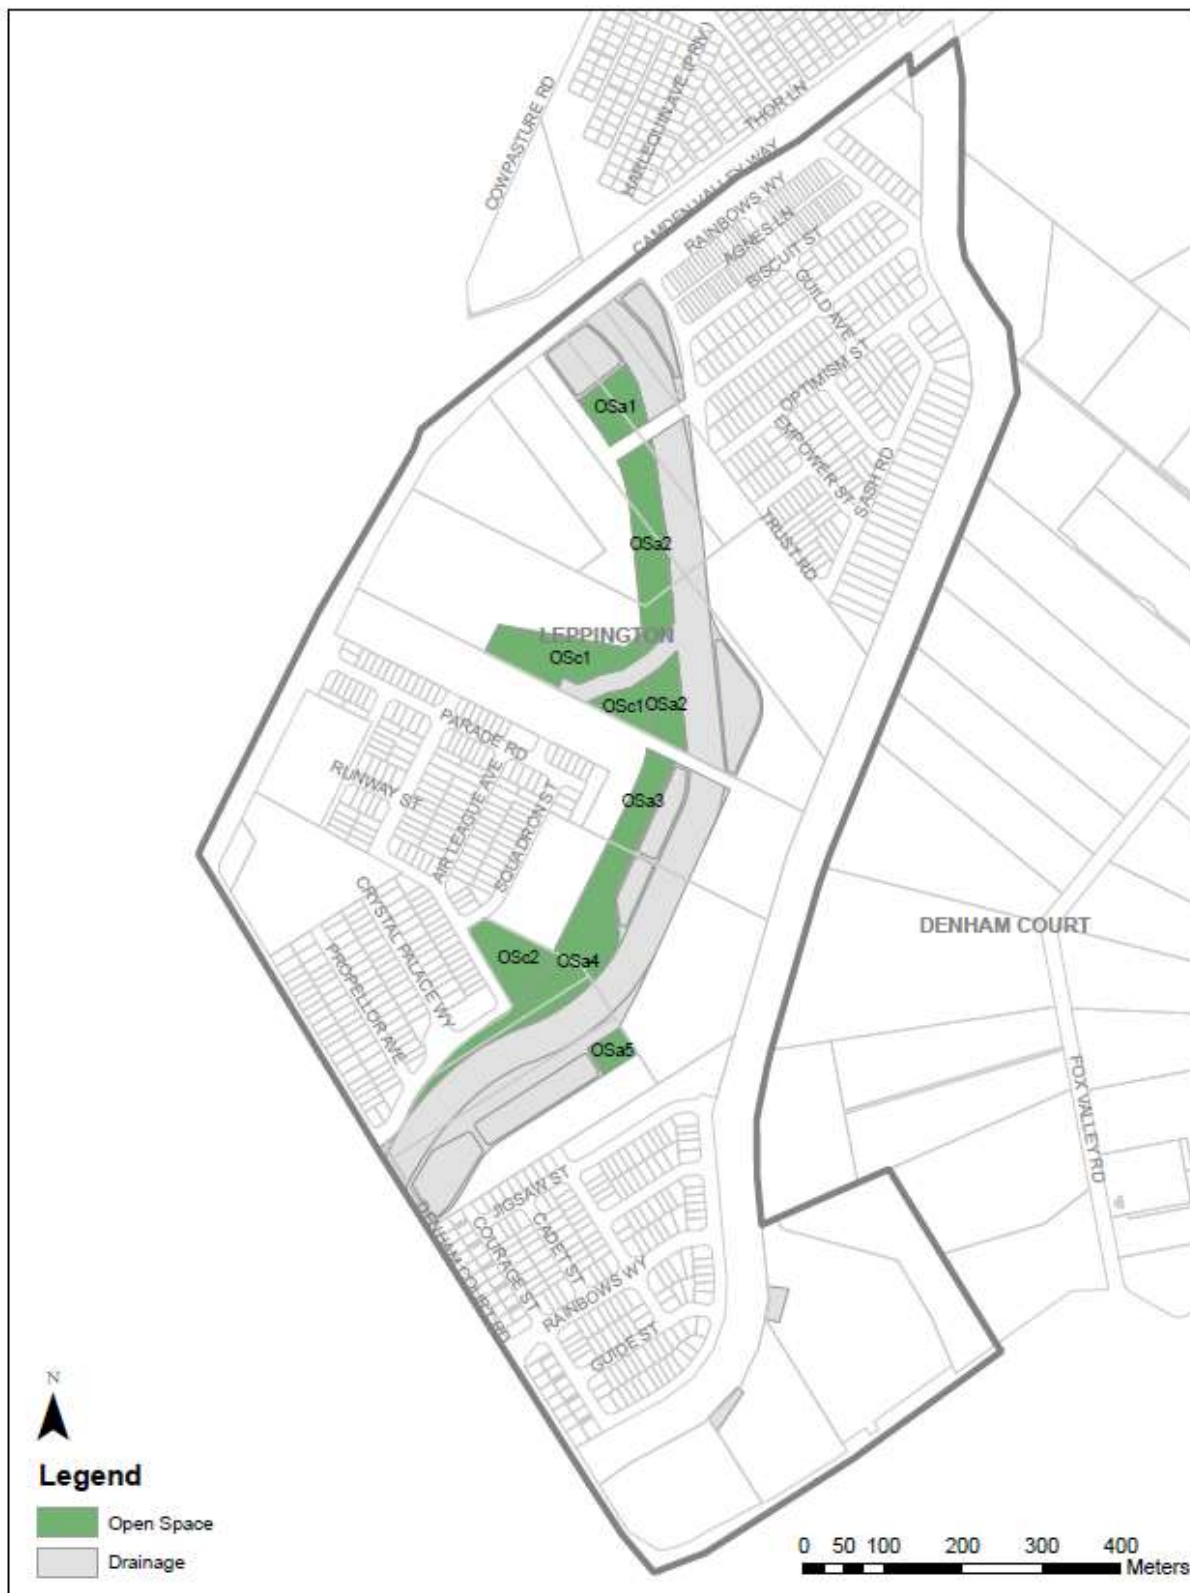 COWPASTURE RD
HARLEQUIN AVE (PRIV.)
THOR LN
CAMDEN VALLEY WAY
RAINBOWS WY
AGNES LN
BISCUIT ST
GUILD AVE ST
OPTIMISM ST
EMPOWER ST
SASH RD
TRUST RD
OSa1
OSa2
LEPPINGTON
OSc1
OSc1
OSa2
PARADE RD
RUNWAY ST
AIR LEAGUE AVE
SQUADRON ST
OSa3
CRYSTAL PALACE WY
PROPELLOR AVE
OSc2
OSa4
DENHAM COURT
OSa5
FOX VALLEY RD
JIGSAW ST
CADET ST
COURAGE ST
DENHAM COURT RD
RAINBOWS WY
GUIDE ST
N
Legend
Open Space
Drainage
0 50 100 200 300 400
Meters